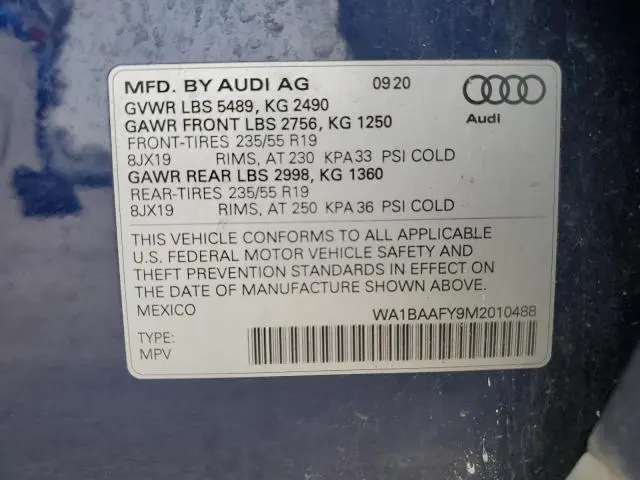 MFD. BY AUDI AG 0920
GVWR LBS 5489, KG 2490
GAWR FRONT LBS 2756, KG 1250
FRONT-TIRES 235/55 R19
8JX19 RIMS, AT 230 KPA33 PSI COLD
GAWR REAR LBS 2998, KG 1360
REAR-TIRES 235/55 R19
8JX19 RIMS, AT 250 KPA36 PSI COLD
Audi
THIS VEHICLE CONFORMS TO ALL APPLICABLE
U.S. FEDERAL MOTOR VEHICLE SAFETY AND
THEFT PREVENTION STANDARDS IN EFFECT ON
THE DATE OF MANUFACTURE SHOWN ABOVE.
MEXICO WA1BAAFY9M2010488
TYPE:
MPV